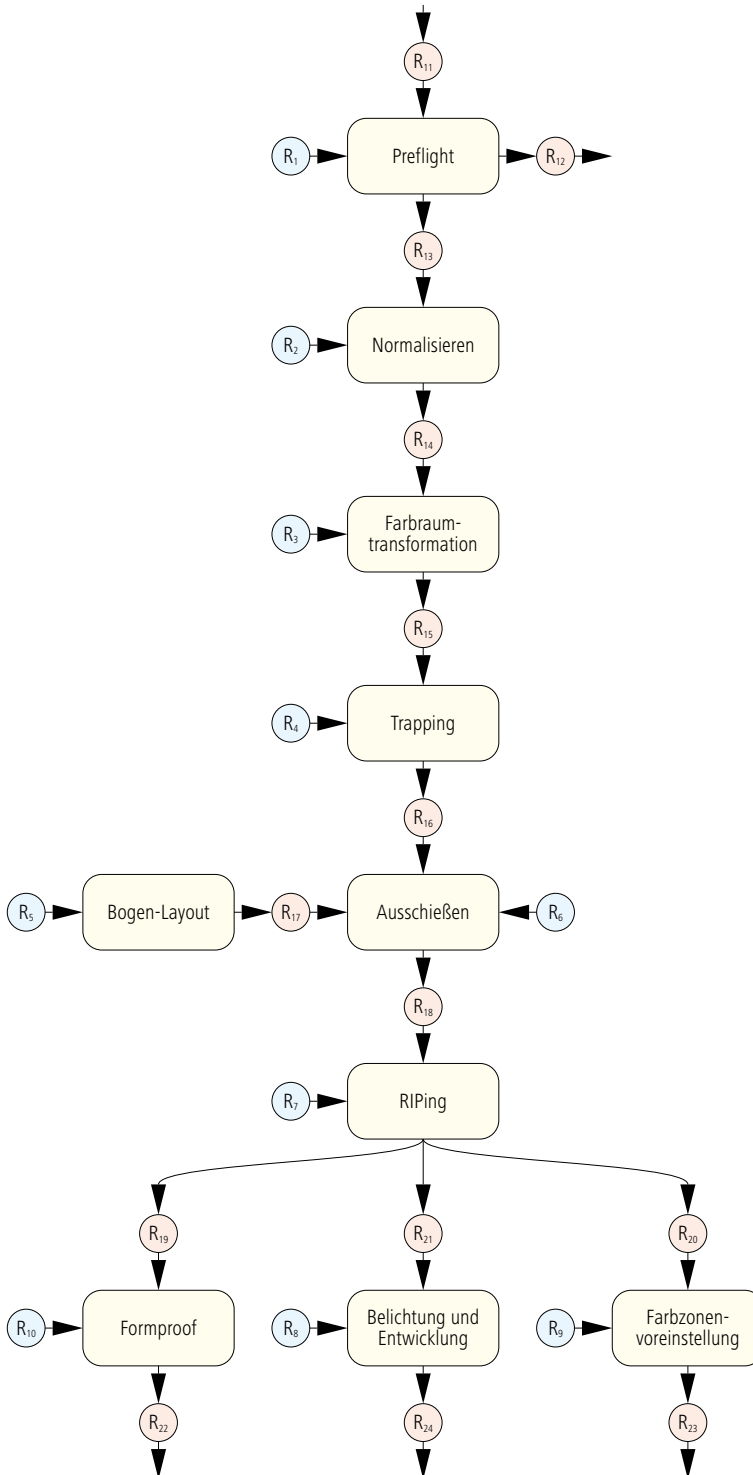 R₁₁
R₁ Preflight R₁₂
R₁₃
R₂ Normalisieren
R₁₄
Farbraum-
R₃
transformation
R₁₅
R₄ Trapping
R₁₆
R₅ Bogen-Layout R₁₇ Ausschießen R₆
R₁₈
R₇ RIPing
R₁₉ R₂₁ R₂₀
R₁₀ Formproof
R₈
Belichtung und
Entwicklung
R₉
Farbzonen-
voreinstellung
R₂₂ R₂₄ R₂₃